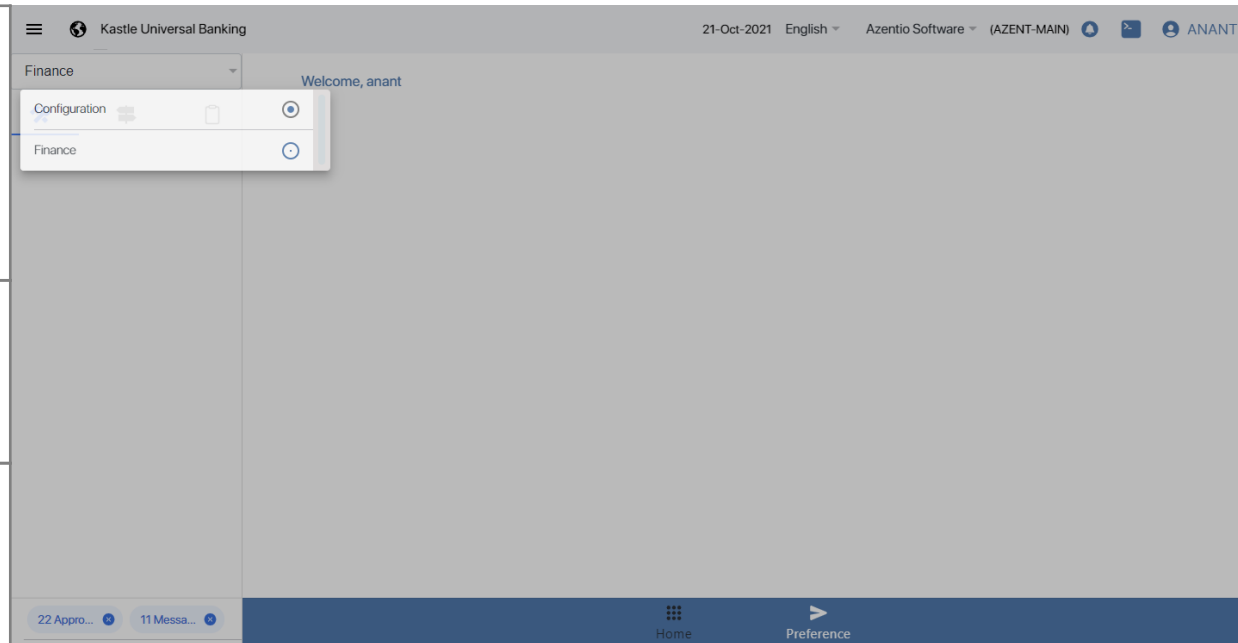 Kastle Universal Banking
21-Oct-2021 English Azentio Software (AZENT-MAIN) ANANT
Finance
Welcome, anant
Configuration
Finance
22 Appro... 11 Messa...
Home Preference